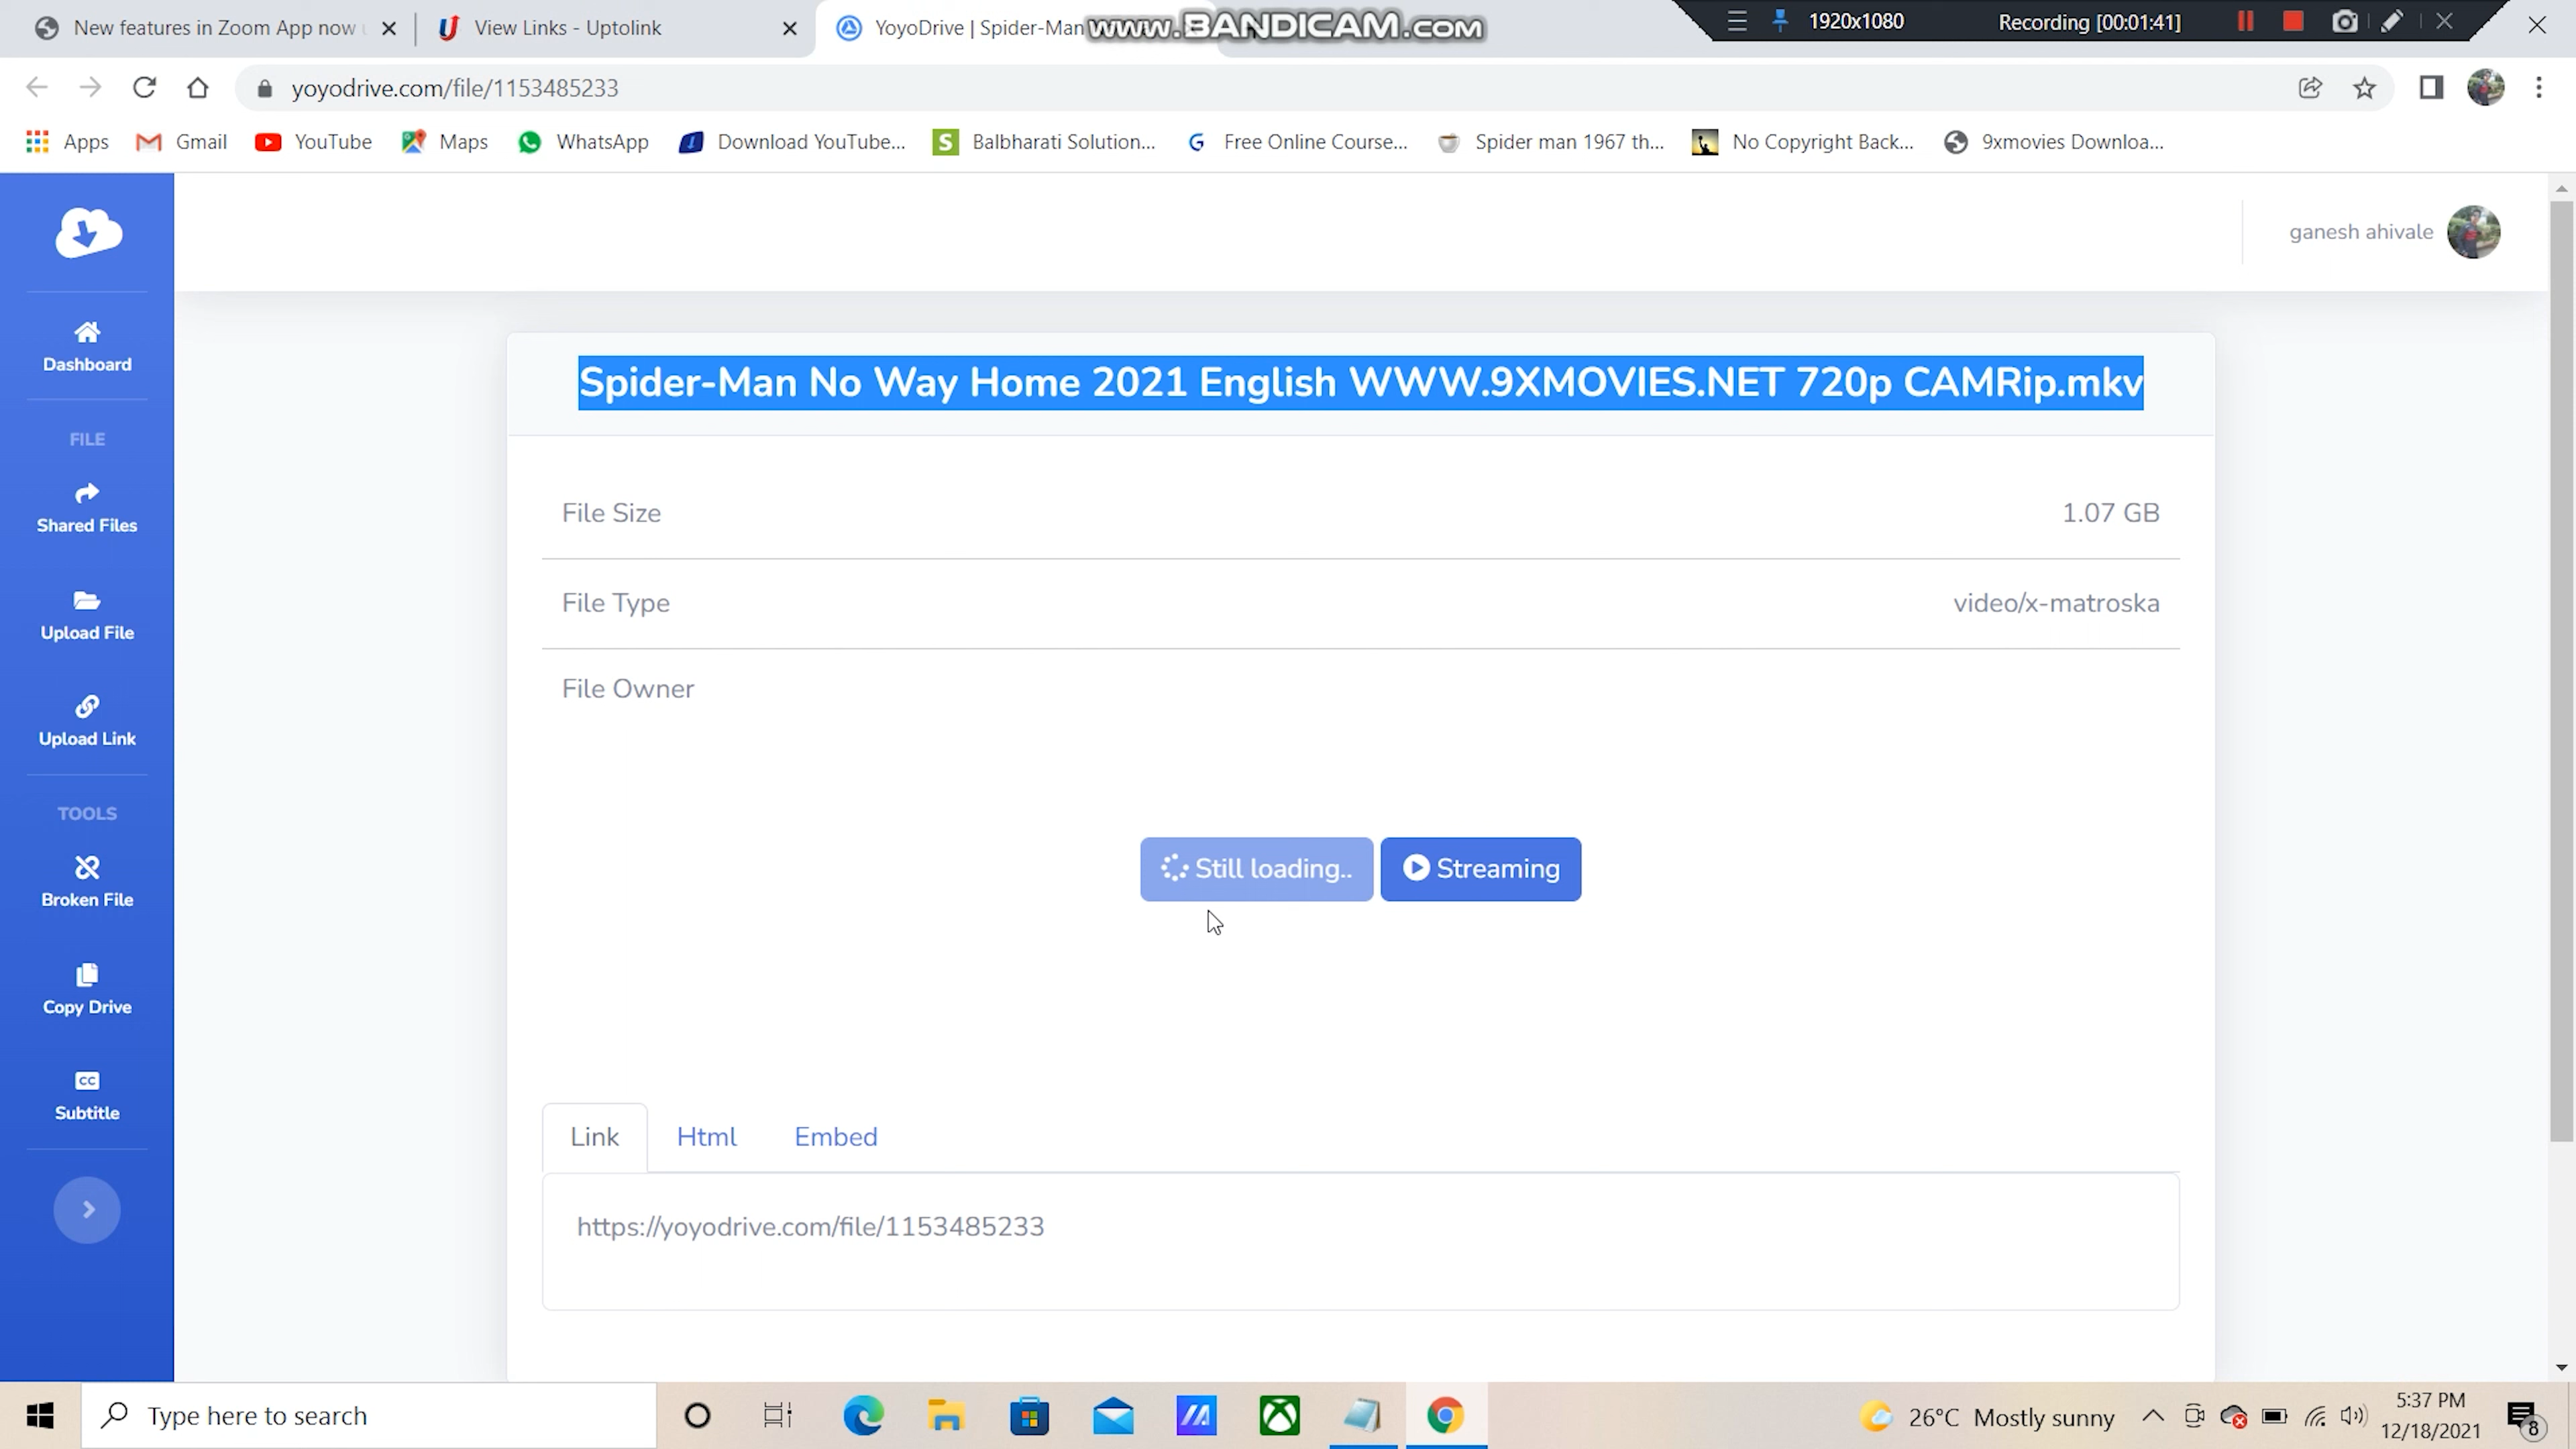 New features in Zoom App now
View Links - Uptolink
YoyoDrive | Spider-Man
www.BANDICAM.com
1920x1080
Recording [00:01:41]
yoyodrive.com/file/1153485233
Apps
Gmail
YouTube
Maps
WhatsApp
Download YouTube...
Balbharati Solution...
Free Online Course...
Spider man 1967 th...
No Copyright Back...
9xmovies Downloa...
ganesh ahivale
Dashboard
FILE
Shared Files
Upload File
Upload Link
TOOLS
Broken File
Copy Drive
Subtitle
Spider-Man No Way Home 2021 English WWW.9XMOVIES.NET 720p CAMRip.mkv
File Size
1.07 GB
File Type
video/x-matroska
File Owner
Still loading..
Streaming
Link
Html
Embed
https://yoyodrive.com/file/1153485233
Type here to search
26°C Mostly sunny
5:37 PM
12/18/2021
8